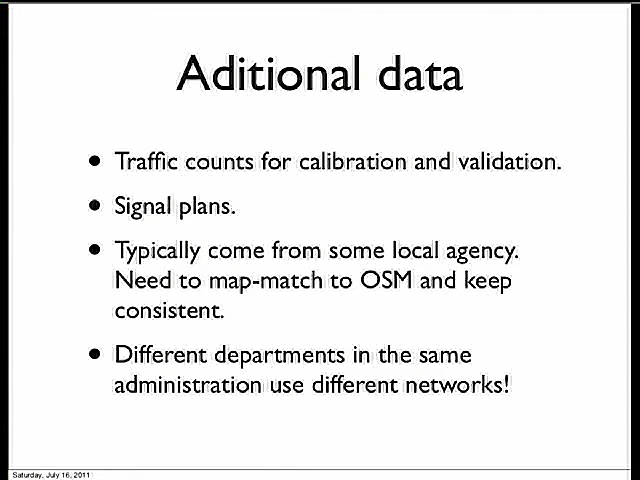 Aditional data
• Traffic counts for calibration and validation.
• Signal plans.
• Typically come from some local agency.
Need to map-match to OSM and keep
consistent.
• Different departments in the same
administration use different networks!
Saturday, July 16, 2011